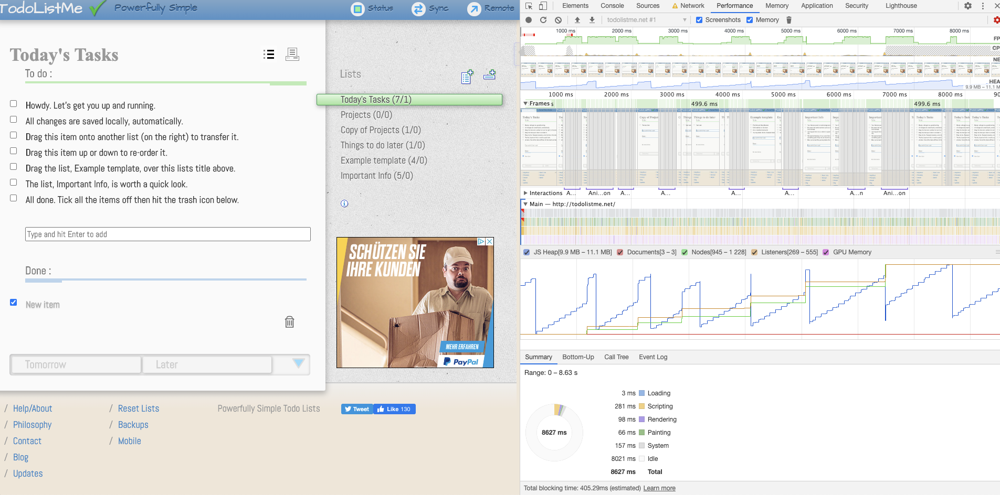 TodoListMe
Powerfully Simple
Status
Sync
Remote
Today's Tasks
To do :
Howdy. Let's get you up and running.
All changes are saved locally, automatically.
Drag this item onto another list (on the right) to transfer it.
Drag this item up or down to re-order it.
Drag the list, Example template, over this lists title above.
The list, Important Info, is worth a quick look.
All done. Tick all the items off then hit the trash icon below.
Type and hit Enter to add
Done :
New item
Tomorrow
Later
Lists
Today's Tasks (7/1)
Projects (0/0)
Copy of Projects (1/0)
Things to do later (1/0)
Example template (4/0)
Important Info (5/0)
SCHÜTZEN SIE
IHRE KUNDEN
MEHR ERFAHREN
PayPal
/ Help/About
/ Philosophy
/ Contact
/ Blog
/ Updates
/ Reset Lists
/ Backups
/ Mobile
Powerfully Simple Todo Lists
Tweet
Like 130
Elements Console Sources Network Performance Memory Application Security Lighthouse
todolistme.net #1 Screenshots Memory
1000 ms 2000 ms 3000 ms 4000 ms 5000 ms 6000 ms 7000 ms 8000 ms
FP
CP
NE
HEA
9.9 MB – 11.1 M
1000 ms 2000 ms 3000 ms 4000 ms 5000 ms 6000 ms 7000 ms 8000 ms 90
Frames s 499.6 ms 499.6 ms
Interactions A... Ani...on A... A... A... A... A...n Ani...on
Main — http://todolistme.net/
JS Heap[9.9 MB – 11.1 MB] Documents[3 – 3] Nodes[945 – 1 228] Listeners[269 – 555] GPU Memory
Summary Bottom-Up Call Tree Event Log
Range: 0 – 8.63 s
8627 ms
3 ms Loading
281 ms Scripting
98 ms Rendering
66 ms Painting
157 ms System
8021 ms Idle
8627 ms Total
Total blocking time: 405.29ms (estimated) Learn more